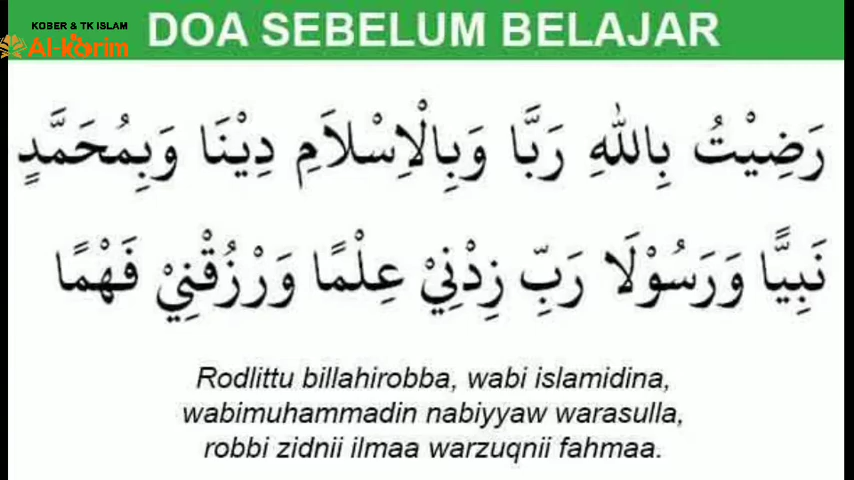 KOBER & TK ISLAM
Al-karim
DOA SEBELUM BELAJAR
رَضِيْتُ بِاللهِ رَبًّا وَبِالْاِسْلَامِ دِيْنَا وَبِمُحَمَّدٍ
نَبِيًّا وَرَسُوْلَا رَبِّ زِدْنِيْ عِلْمًا وَرْزُقْنِيْ فَهْمًا
Rodlittu billahirobba, wabi islamidina,
wabimuhammadin nabiyyaw warasulla,
robbi zidnii ilmaa warzuqnii fahmaa.